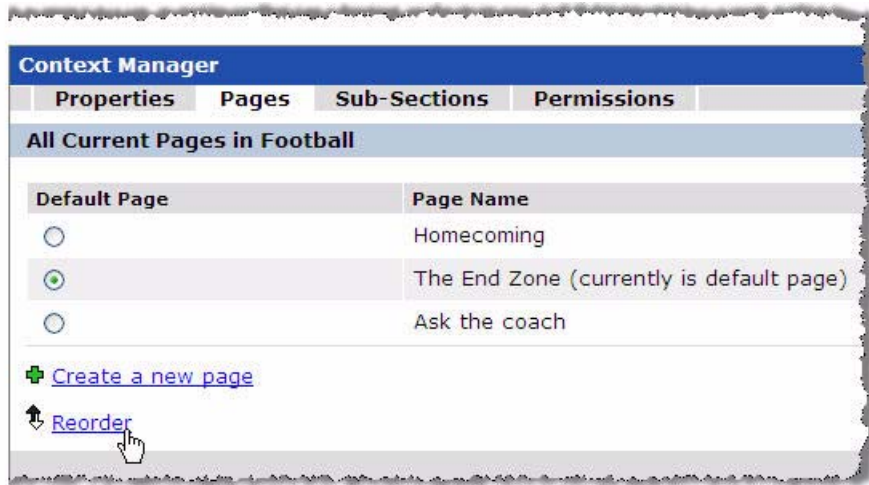 Context Manager
Properties Pages Sub-Sections Permissions
All Current Pages in Football
Default Page Page Name
Homecoming
The End Zone (currently is default page)
Ask the coach
Create a new page
Reorder